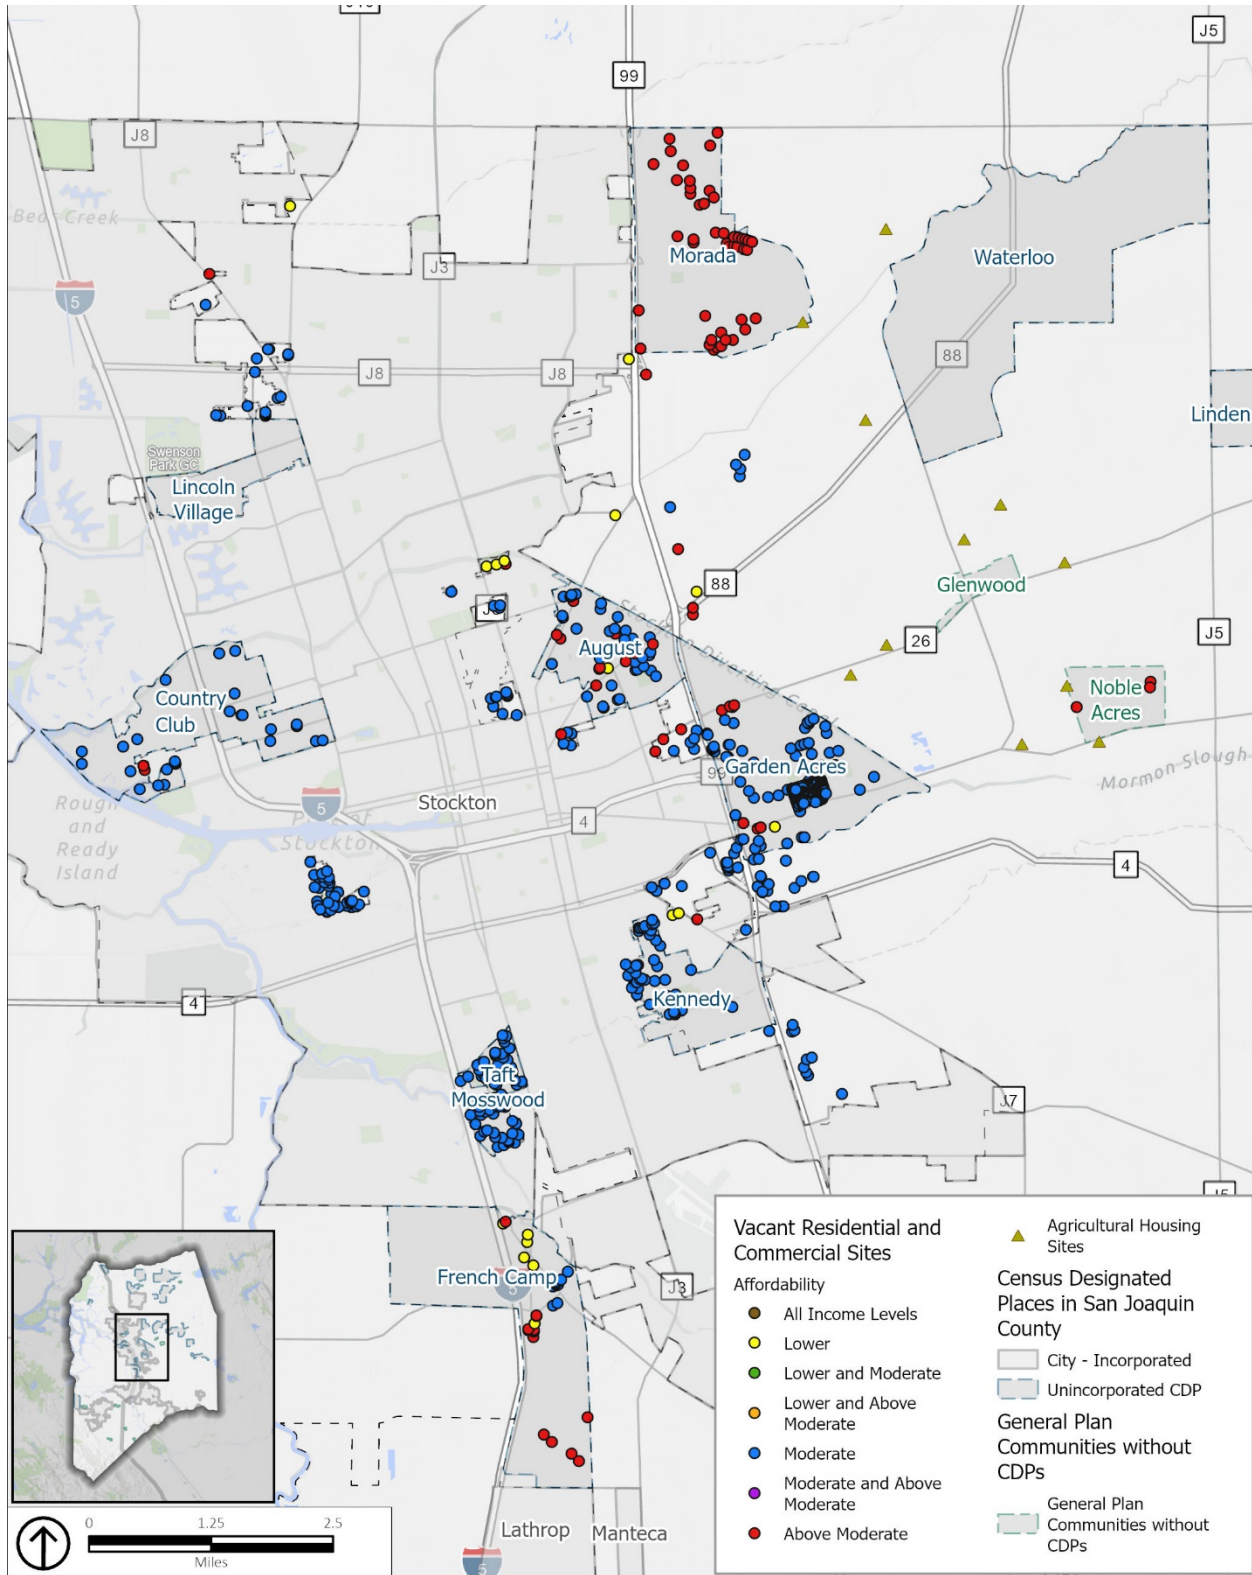 J5
99
J8
Bear Creek
J3
Morada
Waterloo
5
88
J8
J8
Linden
Swenson
Park GC
Lincoln
Village
88
Glenwood
August
26
J5
Country
Club
Noble
Acres
Garden Acres
99
Mormon Slough
Stockton
Rough
and
Ready
Island
5
4
4
4
Kennedy
Taft
Mosswood
J7
J5
French Camp
5
J3
Lathrop
Manteca
5
Vacant Residential and
Commercial Sites
Affordability
All Income Levels
Lower
Lower and Moderate
Lower and Above
Moderate
Moderate
Moderate and Above
Moderate
Above Moderate
Agricultural Housing
Sites
Census Designated
Places in San Joaquin
County
City - Incorporated
Unincorporated CDP
General Plan
Communities without
CDPs
General Plan
Communities without
CDPs
0
1.25
2.5
Miles